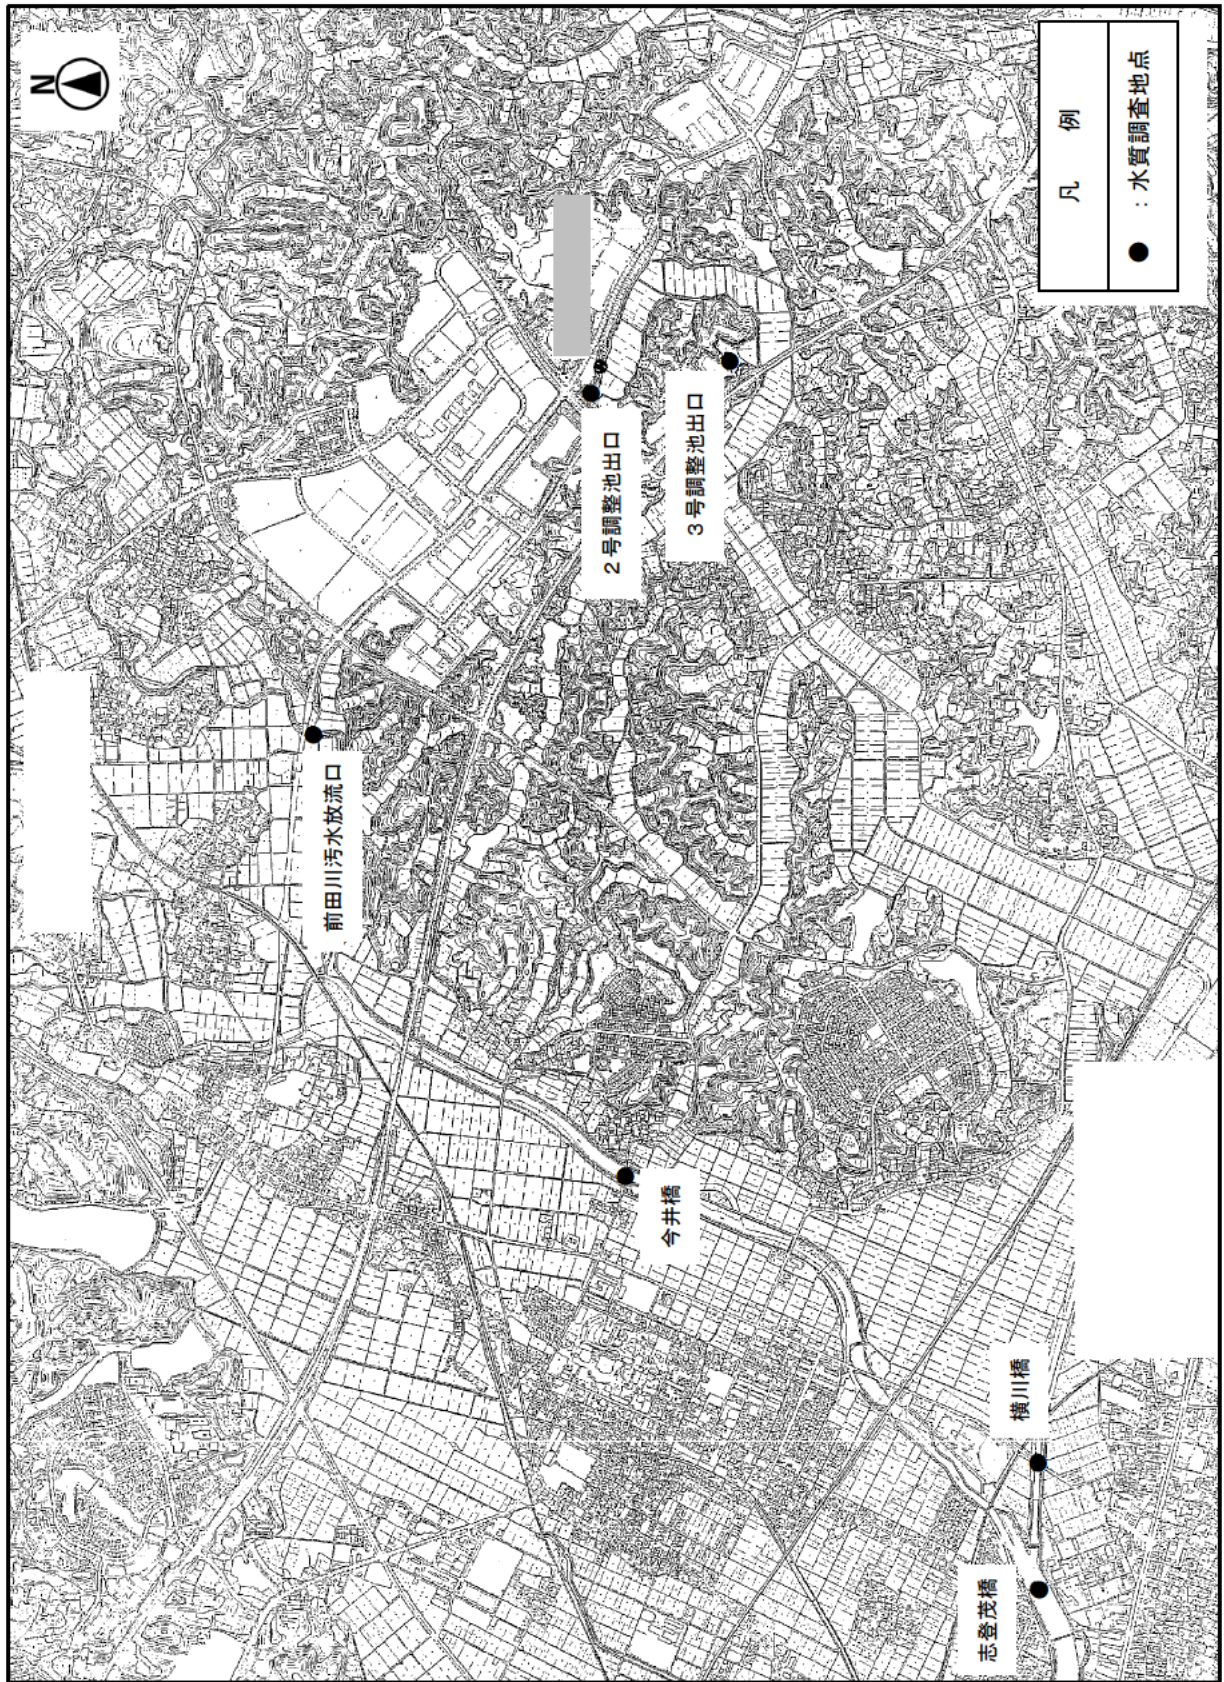 N
凡 例
● ：水質調査地点
2号調整池出口
3号調整池出口
前田川汚水放流口
今井橋
横川橋
志登茂橋